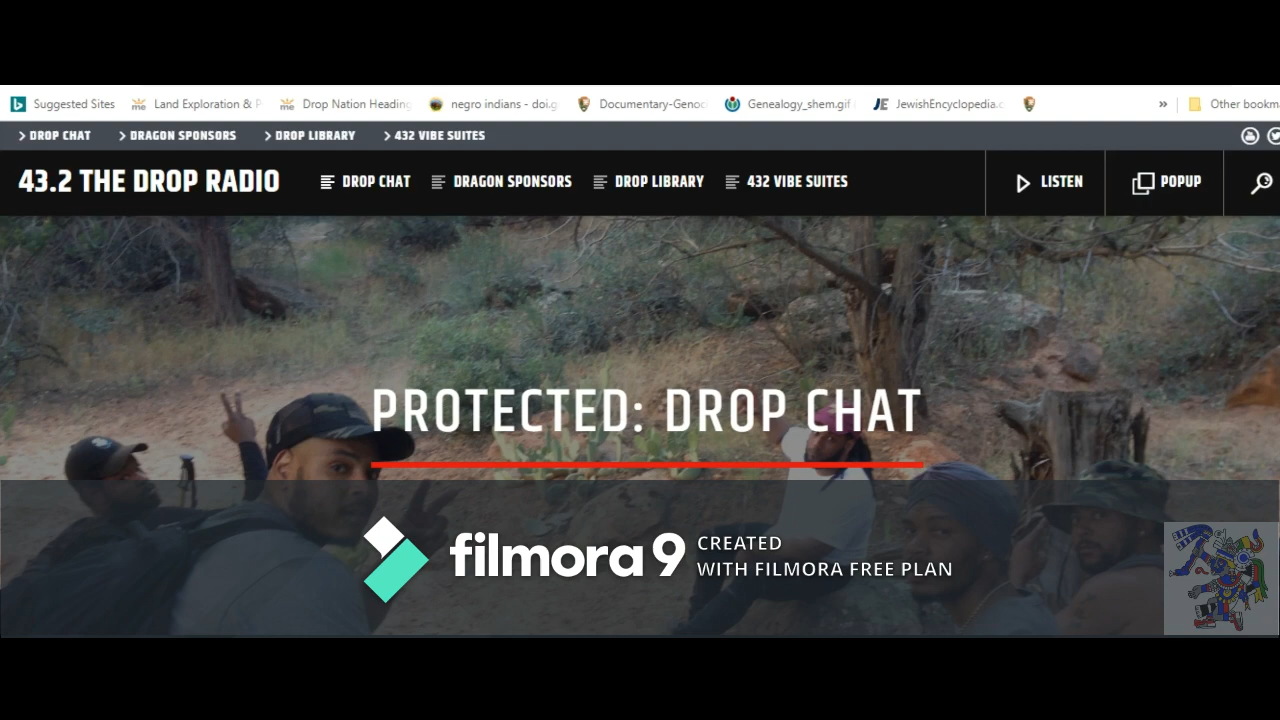 Suggested Sites Land Exploration & P Drop Nation Heading negro indians - doi.g Documentary-Genoc Genealogy_shem.gif JewishEncyclopedia.c » Other bookm
> DROP CHAT > DRAGON SPONSORS > DROP LIBRARY > 432 VIBE SUITES
43.2 THE DROP RADIO DROP CHAT DRAGON SPONSORS DROP LIBRARY 432 VIBE SUITES LISTEN POPUP
PROTECTED: DROP CHAT
filmora 9 CREATED
WITH FILMORA FREE PLAN